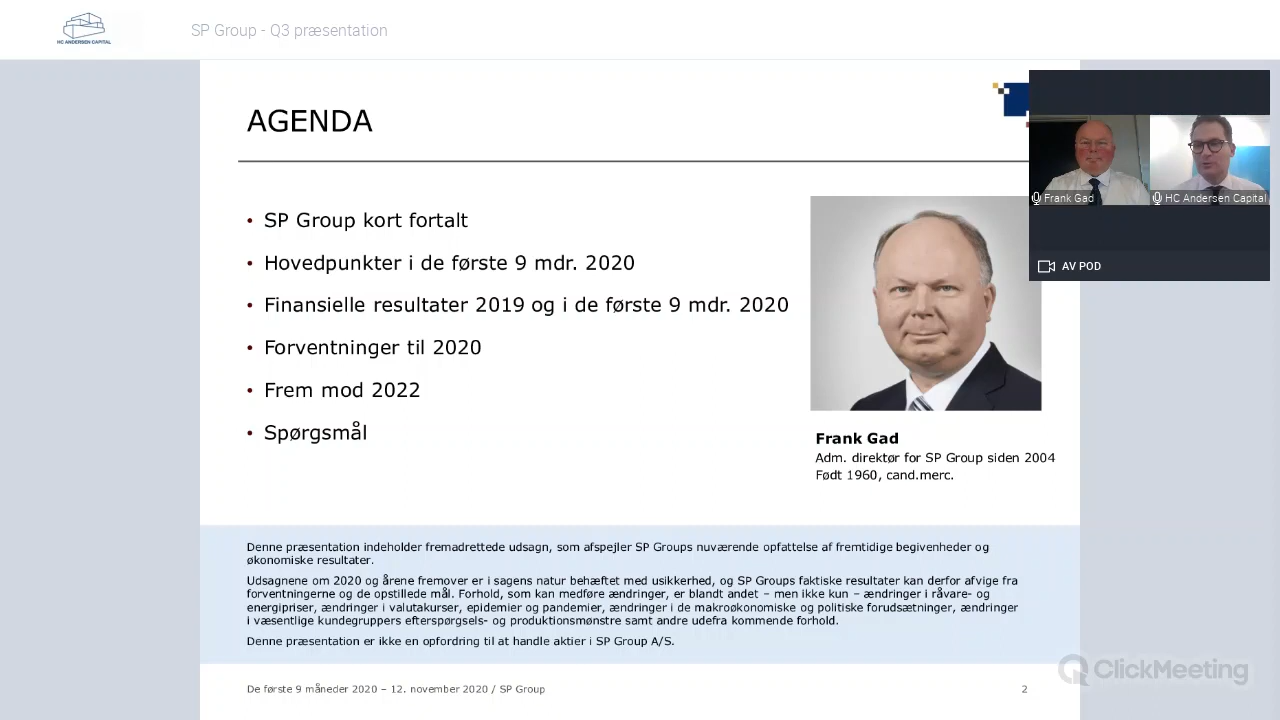 HC ANDERSEN CAPITAL
SP Group - Q3 præsentation
AGENDA
• SP Group kort fortalt
• Hovedpunkter i de første 9 mdr. 2020
• Finansielle resultater 2019 og i de første 9 mdr. 2020
• Forventninger til 2020
• Frem mod 2022
• Spørgsmål
Frank Gad
HC Andersen Capital
AV POD
Frank Gad
Adm. direktør for SP Group siden 2004
Født 1960, cand.merc.
Denne præsentation indeholder fremadrettede udsagn, som afspejler SP Groups nuværende opfattelse af fremtidige begivenheder og
økonomiske resultater.
Udsagnene om 2020 og årene fremover er i sagens natur behæftet med usikkerhed, og SP Groups faktiske resultater kan derfor afvige fra
forventningerne og de opstillede mål. Forhold, som kan medføre ændringer, er blandt andet – men ikke kun – ændringer i råvare- og
energipriser, ændringer i valutakurser, epidemier og pandemier, ændringer i de makroøkonomiske og politiske forudsætninger, ændringer
i væsentlige kundegruppers efterspørgsels- og produktionsmønstre samt andre udefra kommende forhold.
Denne præsentation er ikke en opfordring til at handle aktier i SP Group A/S.
De første 9 måneder 2020 – 12. november 2020 / SP Group
2
ClickMeeting